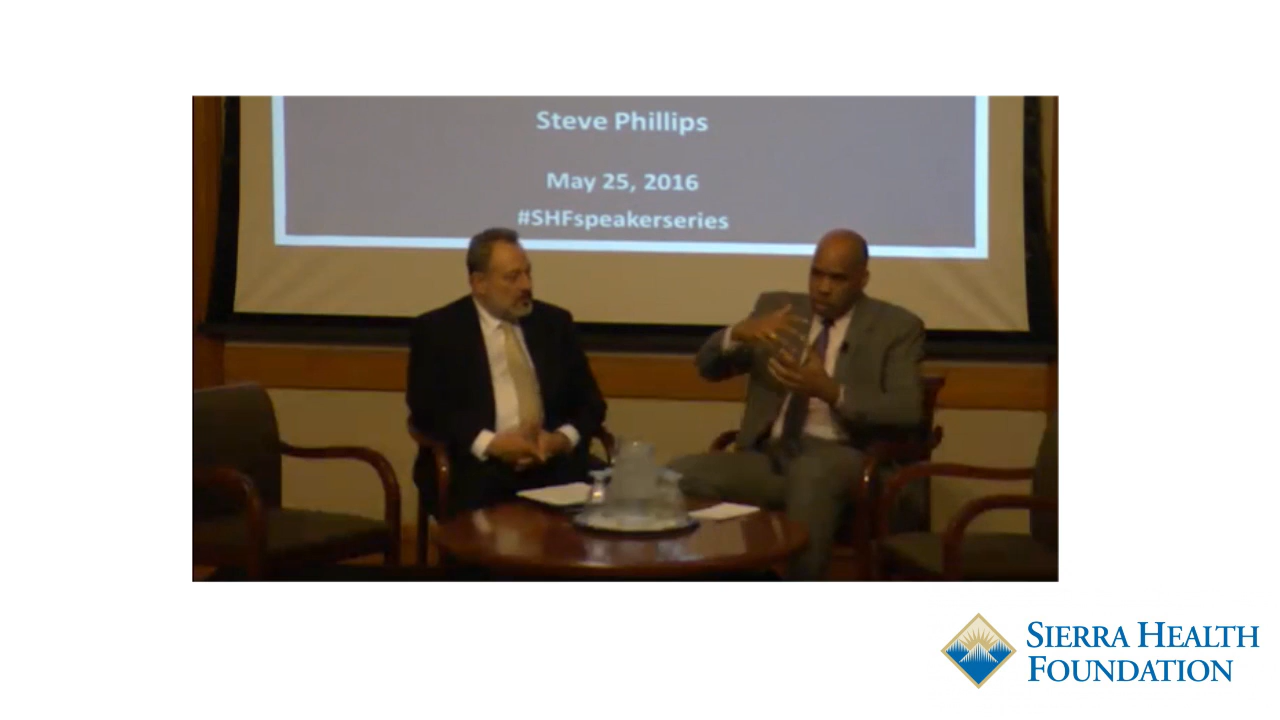 Steve Phillips
May 25, 2016
#SHFspeakerseries
SIERRA HEALTH
FOUNDATION